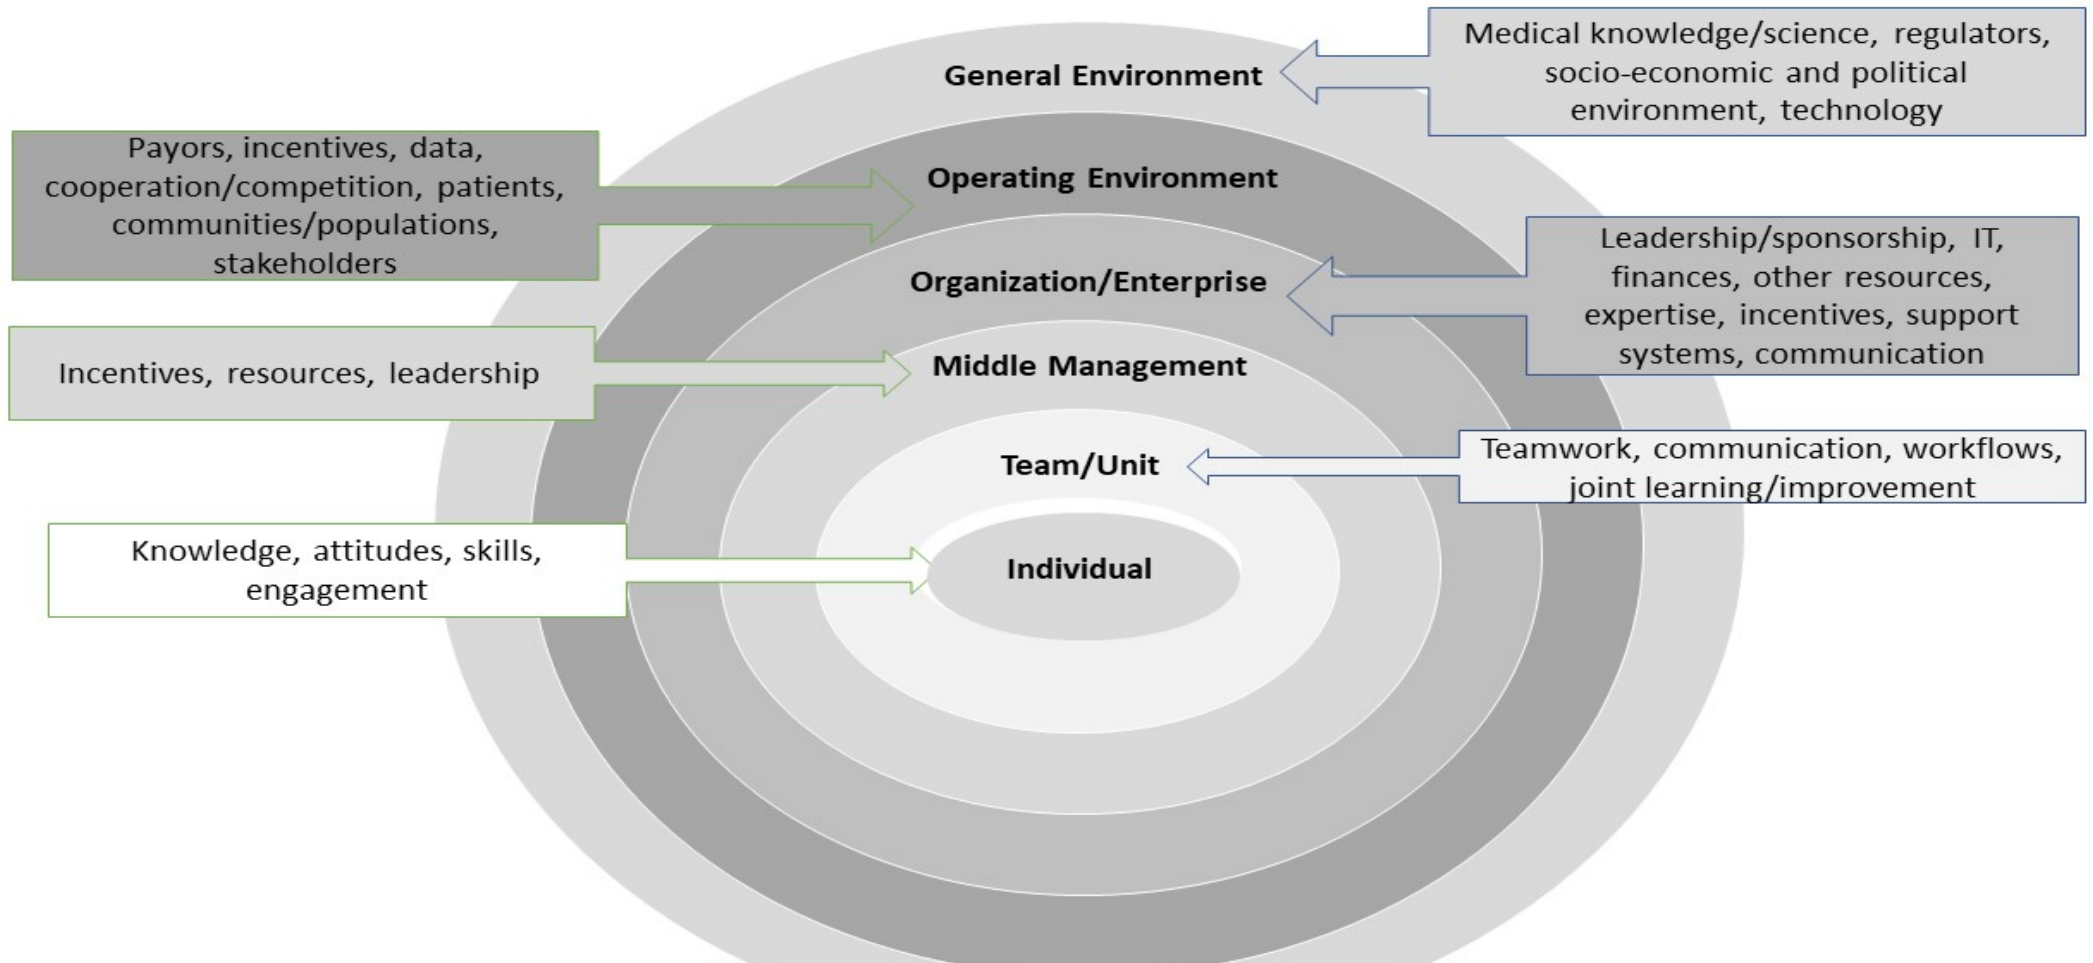 General Environment
Medical knowledge/science, regulators,
socio-economic and political
environment, technology
Payors, incentives, data,
cooperation/competition, patients,
communities/populations,
stakeholders
Operating Environment
Organization/Enterprise
Leadership/sponsorship, IT,
finances, other resources,
expertise, incentives, support
systems, communication
Incentives, resources, leadership
Middle Management
Team/Unit
Teamwork, communication, workflows,
joint learning/improvement
Knowledge, attitudes, skills,
engagement
Individual